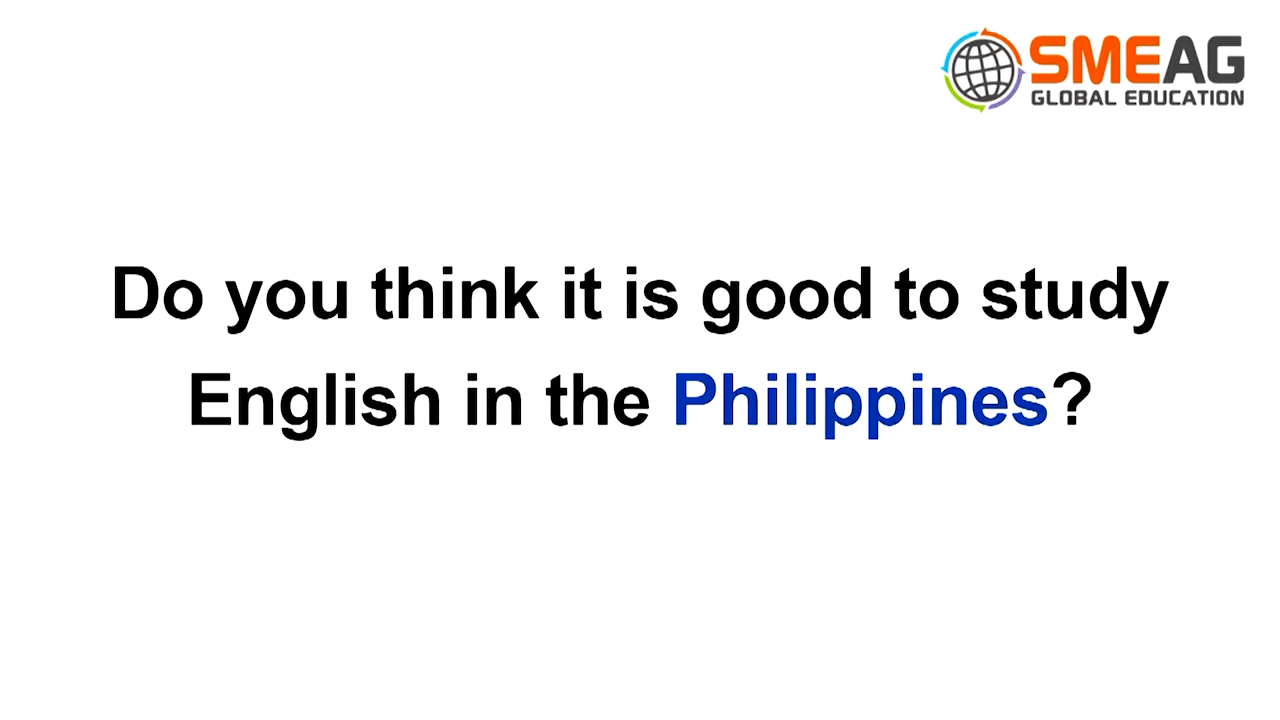 SMEAG
GLOBAL EDUCATION
Do you think it is good to study
English in the Philippines?